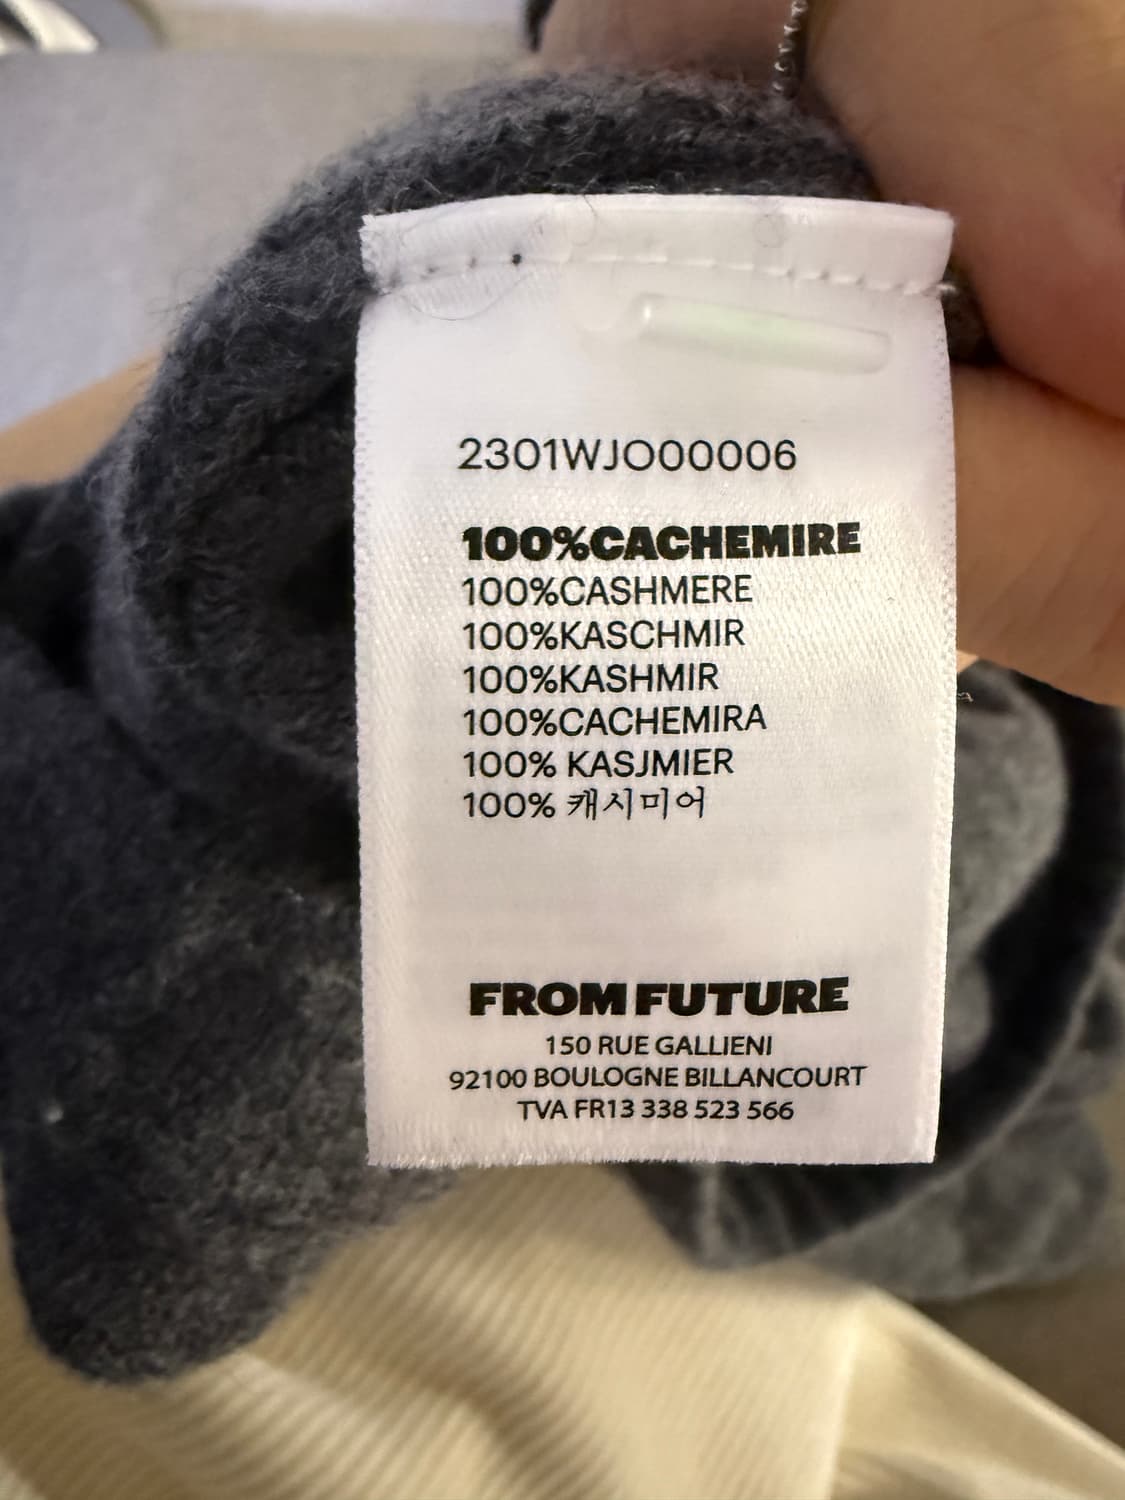 2301WJO00006
100%CACHEMIRE
100%CASHMERE
100%KASCHMIR
100%KASHMIR
100%CACHEMIRA
100% KASJMIER
100% 캐시미어
FROM FUTURE
150 RUE GALLIENI
92100 BOULOGNE BILLANCOURT
TVA FR13 338 523 566